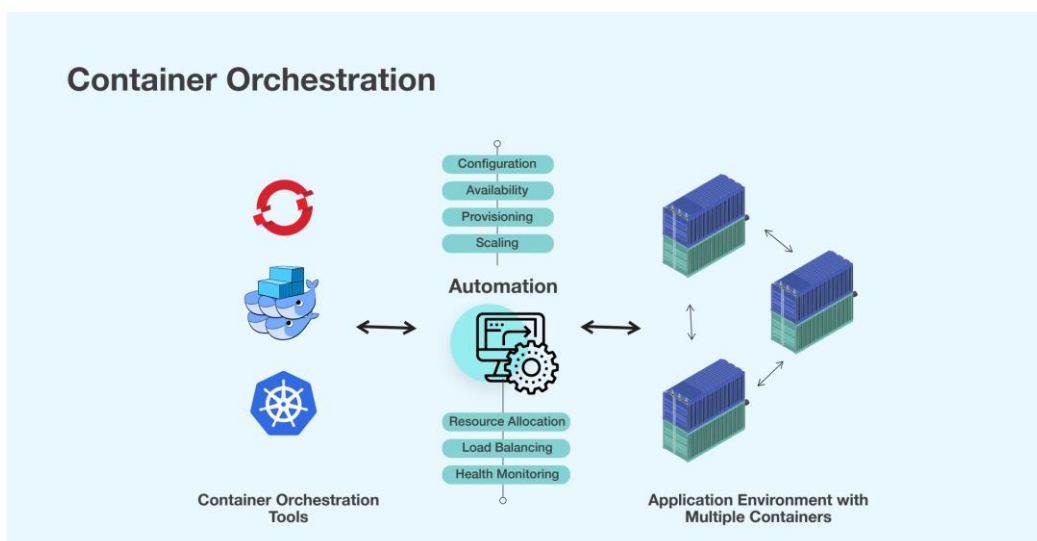 Container Orchestration
Configuration
Availability
Provisioning
Scaling
Automation
Resource Allocation
Load Balancing
Health Monitoring
Container Orchestration
Tools
Application Environment with
Multiple Containers